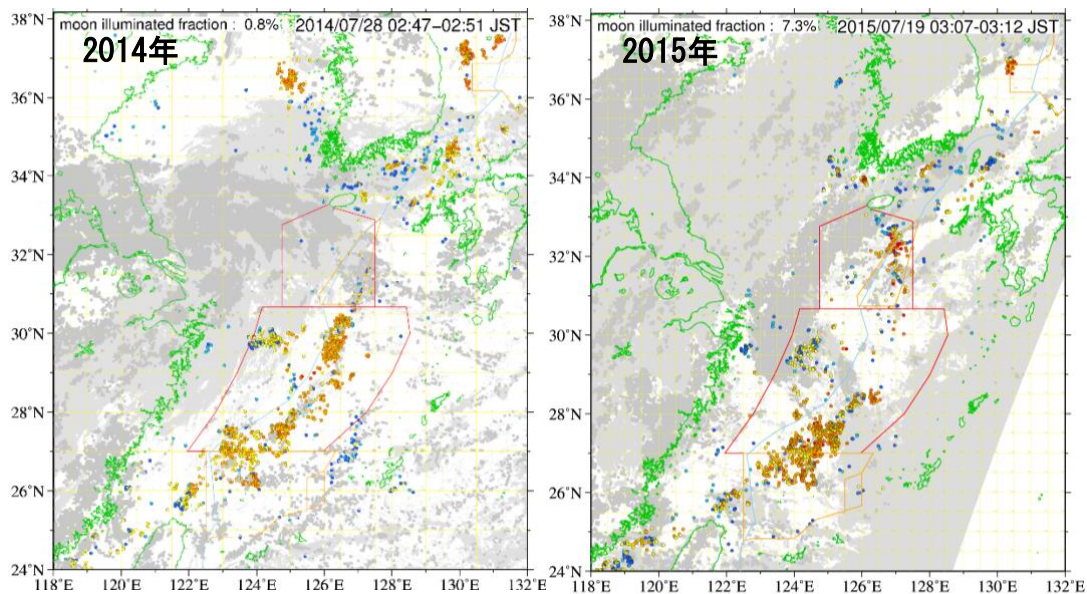 moon illuminated fraction : 0.8% 2014/07/28 02:47-02:51 JST
2014年
38°N
36°N
34°N
32°N
30°N
28°N
26°N
24°N
118°E 120°E 122°E 124°E 126°E 128°E 130°E 132°E
moon illuminated fraction : 7.3% 2015/07/19 03:07-03:12 JST
2015年
38°N
36°N
34°N
32°N
30°N
28°N
26°N
24°N
118°E 120°E 122°E 124°E 126°E 128°E 130°E 132°E